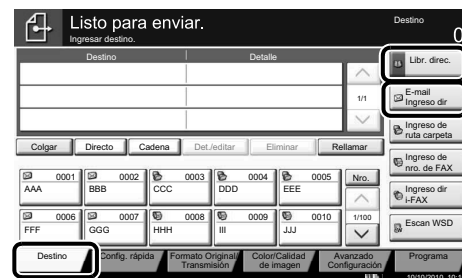 Listo para enviar.
Ingresar destino.
Destino
0
Destino Detalle
1/1
Libr. direc.
E-mail
Ingreso dir
Ingreso de
ruta carpeta
Ingreso de
nro. de FAX
Ingreso dir
i-FAX
Escan WSD
Colgar Directo Cadena Det./editar Eliminar Rellamar
0001 0002 0003 0004 0005 Nro.
AAA BBB CCC DDD EEE
0006 0007 0008 0009 0010 1/100
FFF GGG HHH III JJJ
Destino Config. rápida Formato Original/
Transmisión Color/Calidad
de imagen Avanzado
Configuración Programa
10/10/2010 10:1